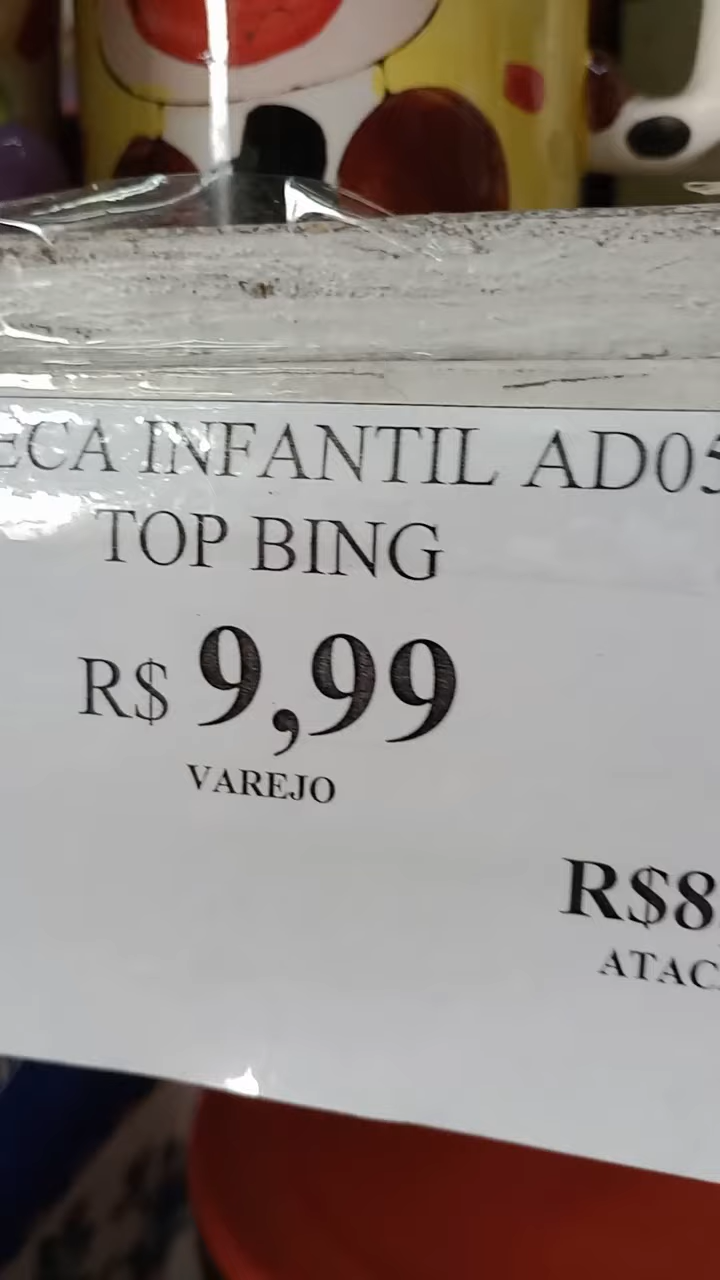 ECA INFANTIL AD05
TOP BING
R$ 9,99
VAREJO
R$8
ATAC